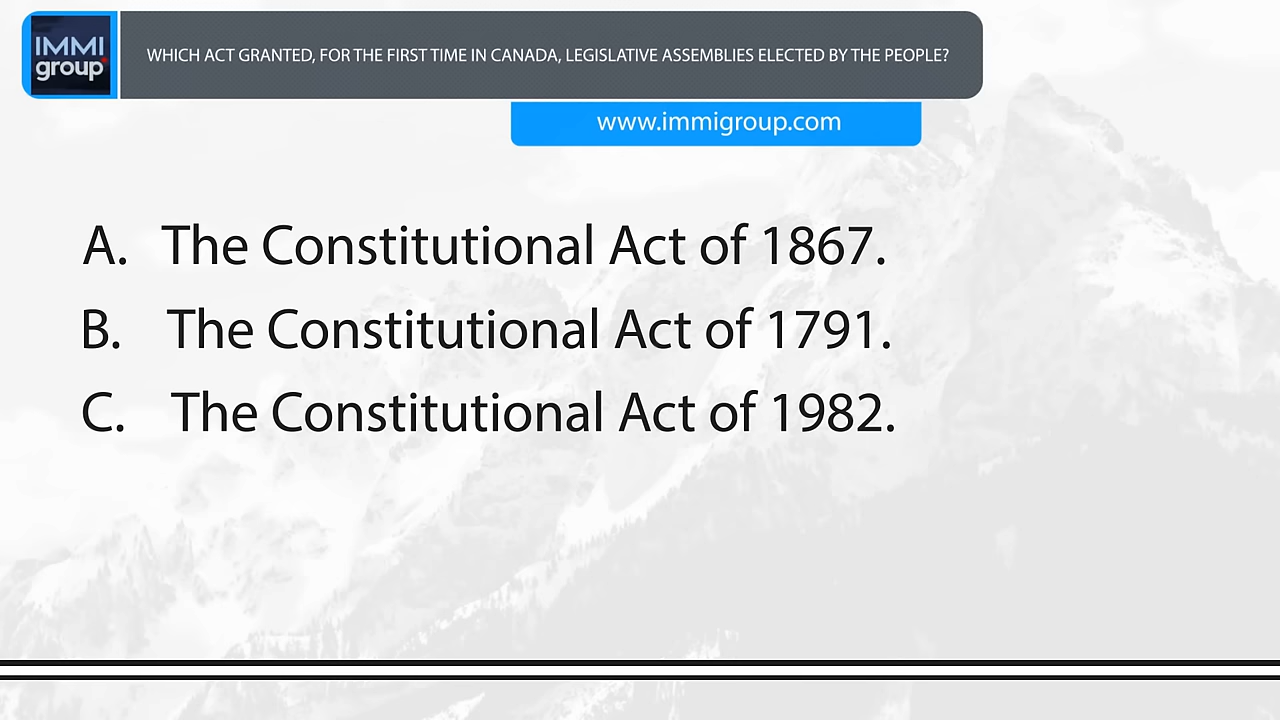 IMMI
group
WHICH ACT GRANTED, FOR THE FIRST TIME IN CANADA, LEGISLATIVE ASSEMBLIES ELECTED BY THE PEOPLE?
www.immigroup.com
A. The Constitutional Act of 1867.
B. The Constitutional Act of 1791.
C. The Constitutional Act of 1982.